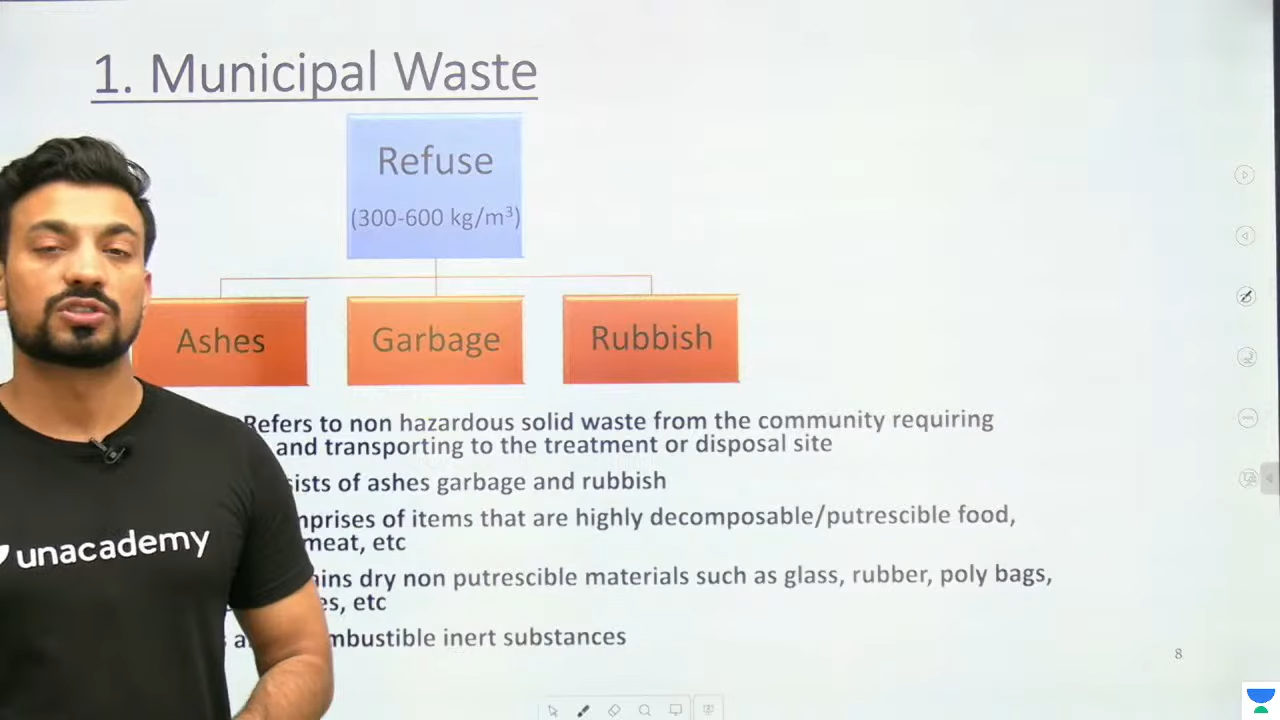 1. Municipal Waste
Refuse
(300-600 kg/m³)
Ashes
Garbage
Rubbish
Refers to non hazardous solid waste from the community requiring
and transporting to the treatment or disposal site
sists of ashes garbage and rubbish
mprises of items that are highly decomposable/putrescible food,
meat, etc
ains dry non putrescible materials such as glass, rubber, poly bags,
es, etc
mbustible inert substances
unacademy
8